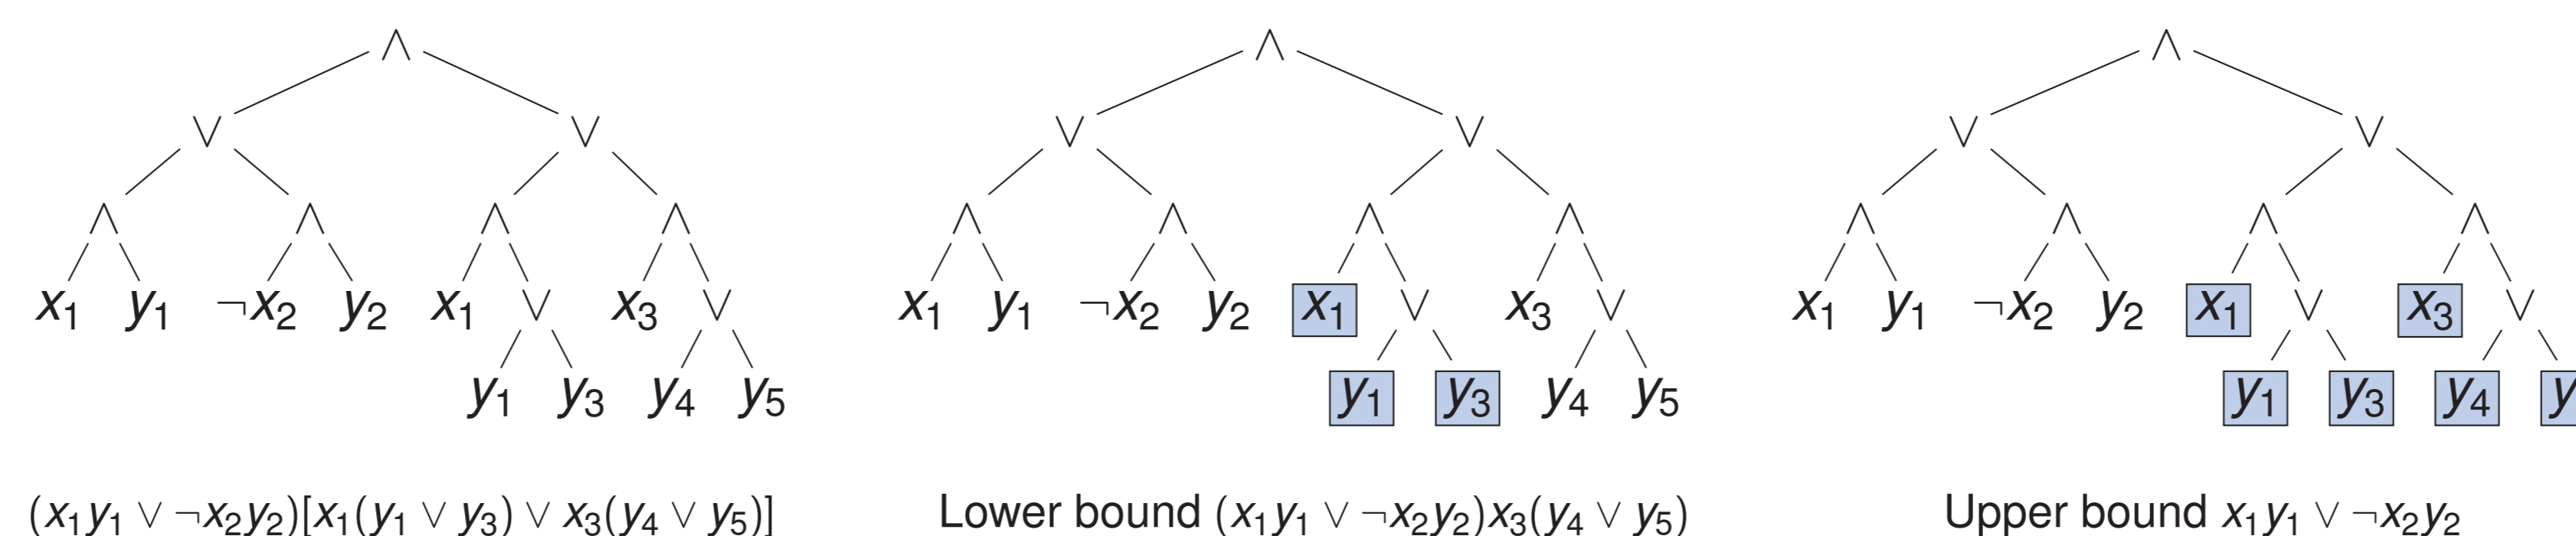 ∧ ∧ ∧
∨ ∨ ∨ ∨ ∨ ∨
∧ ∧ ∧ ∧ ∧ ∧ ∧ ∧ ∧ ∧ ∧ ∧
x₁ y₁ ¬x₂ y₂ x₁ ∨ x₃ ∨ x₁ y₁ ¬x₂ y₂ x₁ ∨ x₃ ∨ x₁ y₁ ¬x₂ y₂ x₁ ∨ x₃ ∨
y₁ y₃ y₄ y₅ y₁ y₃ y₄ y₅ y₁ y₃ y₄ y
(x₁y₁ ∨ ¬x₂y₂)[x₁(y₁ ∨ y₃) ∨ x₃(y₄ ∨ y₅)] Lower bound (x₁y₁ ∨ ¬x₂y₂)x₃(y₄ ∨ y₅) Upper bound x₁y₁ ∨ ¬x₂y₂